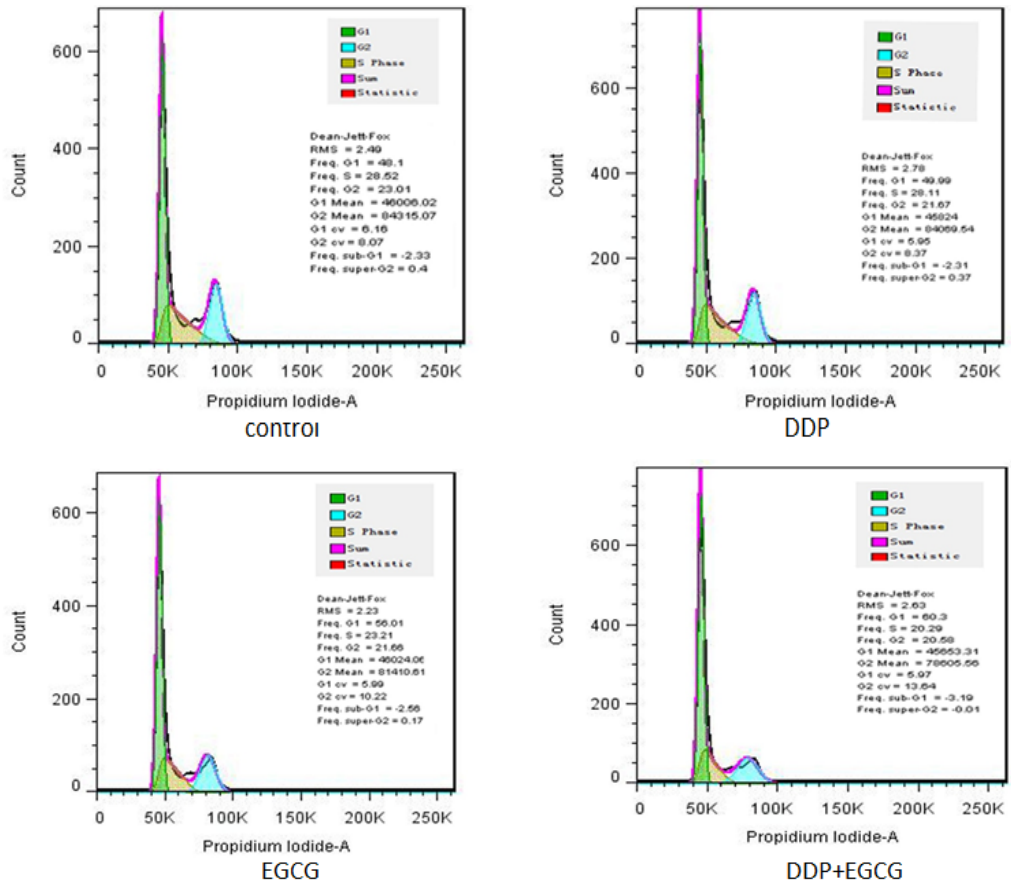 600
400
200
0
Count
G1
G2
S Phase
Sum
Statistic
Dean-Jett-Fox
RMS = 2.49
Freq. G1 = 48.1
Freq. S = 28.52
Freq. G2 = 23.01
G1 Mean = 46006.02
G2 Mean = 84315.07
G1 cv = 6.16
G2 cv = 8.07
Freq. sub-G1 = -2.33
Freq. super-G2 = 0.4
0 50K 100K 150K 200K 250K
Propidium Iodide-A
control
600
400
200
0
Count
G1
G2
S Phase
Sum
Statistic
Dean-Jett-Fox
RMS = 2.78
Freq. G1 = 49.99
Freq. S = 28.11
Freq. G2 = 21.67
G1 Mean = 45824
G2 Mean = 84069.54
G1 cv = 5.95
G2 cv = 8.37
Freq. sub-G1 = -2.31
Freq. super-G2 = 0.37
0 50K 100K 150K 200K 250K
Propidium Iodide-A
DDP
600
400
200
0
Count
G1
G2
S Phase
Sum
Statistic
Dean-Jett-Fox
RMS = 2.23
Freq. G1 = 56.01
Freq. S = 23.21
Freq. G2 = 21.66
G1 Mean = 46024.06
G2 Mean = 81410.61
G1 cv = 5.99
G2 cv = 10.22
Freq. sub-G1 = -2.56
Freq. super-G2 = 0.17
0 50K 100K 150K 200K 250K
Propidium Iodide-A
EGCG
600
400
200
0
Count
G1
G2
S Phase
Sum
Statistic
Dean-Jett-Fox
RMS = 2.63
Freq. G1 = 60.3
Freq. S = 20.29
Freq. G2 = 20.58
G1 Mean = 45653.31
G2 Mean = 78605.56
G1 cv = 5.97
G2 cv = 13.64
Freq. sub-G1 = -3.19
Freq. super-G2 = -0.01
0 50K 100K 150K 200K 250K
Propidium Iodide-A
DDP+EGCG